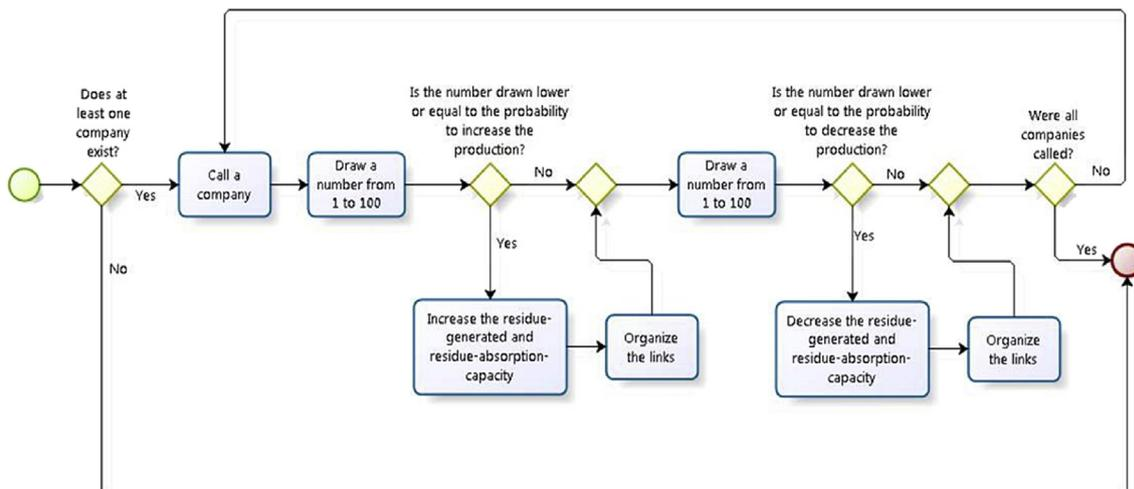 Does at
least one
company
exist?
Yes
No
Call a
company
Draw a
number from
1 to 100
Is the number drawn lower
or equal to the probability
to increase the
production?
No
Yes
Increase the residue-
generated and
residue-absorption-
capacity
Organize
the links
Draw a
number from
1 to 100
Is the number drawn lower
or equal to the probability
to decrease the
production?
No
Yes
Decrease the residue-
generated and
residue-absorption-
capacity
Organize
the links
Were all
companies
called?
No
Yes